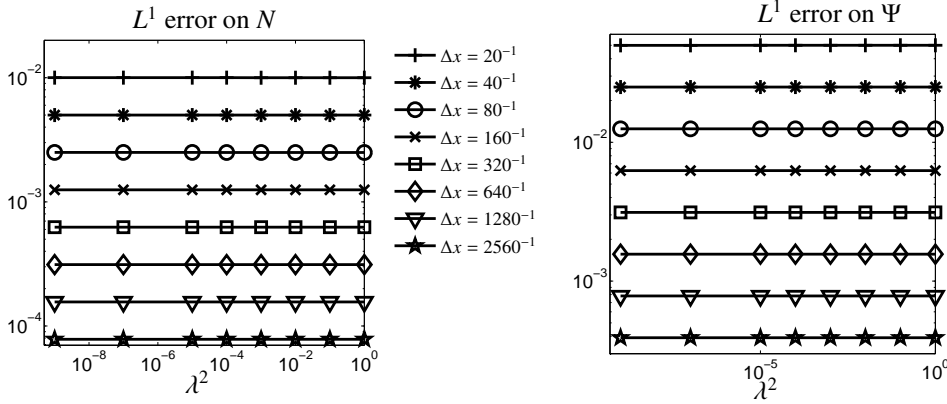 L¹ error on N
10⁻²
10⁻³
10⁻⁴
10⁻⁸
10⁻⁶
10⁻⁴
10⁻²
10⁰
λ²
Δx = 20⁻¹
Δx = 40⁻¹
Δx = 80⁻¹
Δx = 160⁻¹
Δx = 320⁻¹
Δx = 640⁻¹
Δx = 1280⁻¹
Δx = 2560⁻¹
L¹ error on Ψ
10⁻²
10⁻³
10⁻⁵
10⁰
λ²